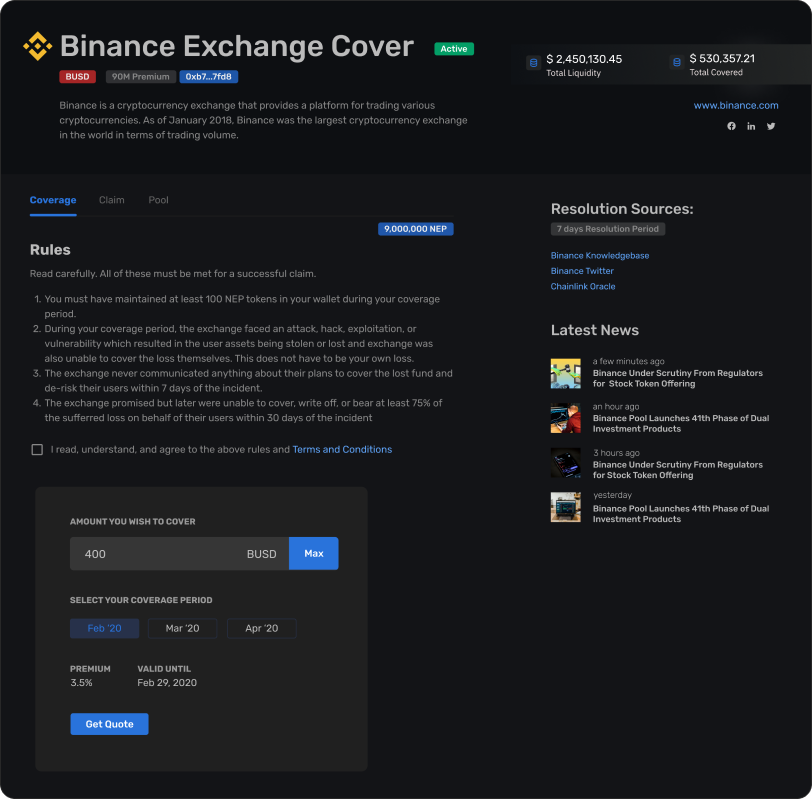 Binance Exchange Cover
Active
BUSD
90M Premium
0xb7...7fd8
Binance is a cryptocurrency exchange that provides a platform for trading various
cryptocurrencies. As of January 2018, Binance was the largest cryptocurrency exchange
in the world in terms of trading volume.
$ 2,450,130.45
Total Liquidity
$ 530,357.21
Total Covered
www.binance.com
Coverage
Claim
Pool
9,000,000 NEP
Rules
Read carefully. All of these must be met for a successful claim.
1. You must have maintained at least 100 NEP tokens in your wallet during your coverage
period.
2. During your coverage period, the exchange faced an attack, hack, exploitation, or
vulnerability which resulted in the user assets being stolen or lost and exchange was
also unable to cover the loss themselves. This does not have to be your own loss.
3. The exchange never communicated anything about their plans to cover the lost fund and
de-risk their users within 7 days of the incident.
4. The exchange promised but later were unable to cover, write off, or bear at least 75% of
the sufferred loss on behalf of their users within 30 days of the incident
I read, understand, and agree to the above rules and Terms and Conditions
AMOUNT YOU WISH TO COVER
400
BUSD
Max
SELECT YOUR COVERAGE PERIOD
Feb '20
Mar '20
Apr '20
PREMIUM
3.5%
VALID UNTIL
Feb 29, 2020
Get Quote
Resolution Sources:
7 days Resolution Period
Binance Knowledgebase
Binance Twitter
Chainlink Oracle
Latest News
a few minutes ago
Binance Under Scrutiny From Regulators
for Stock Token Offering
an hour ago
Binance Pool Launches 41th Phase of Dual
Investment Products
3 hours ago
Binance Under Scrutiny From Regulators
for Stock Token Offering
yesterday
Binance Pool Launches 41th Phase of Dual
Investment Products